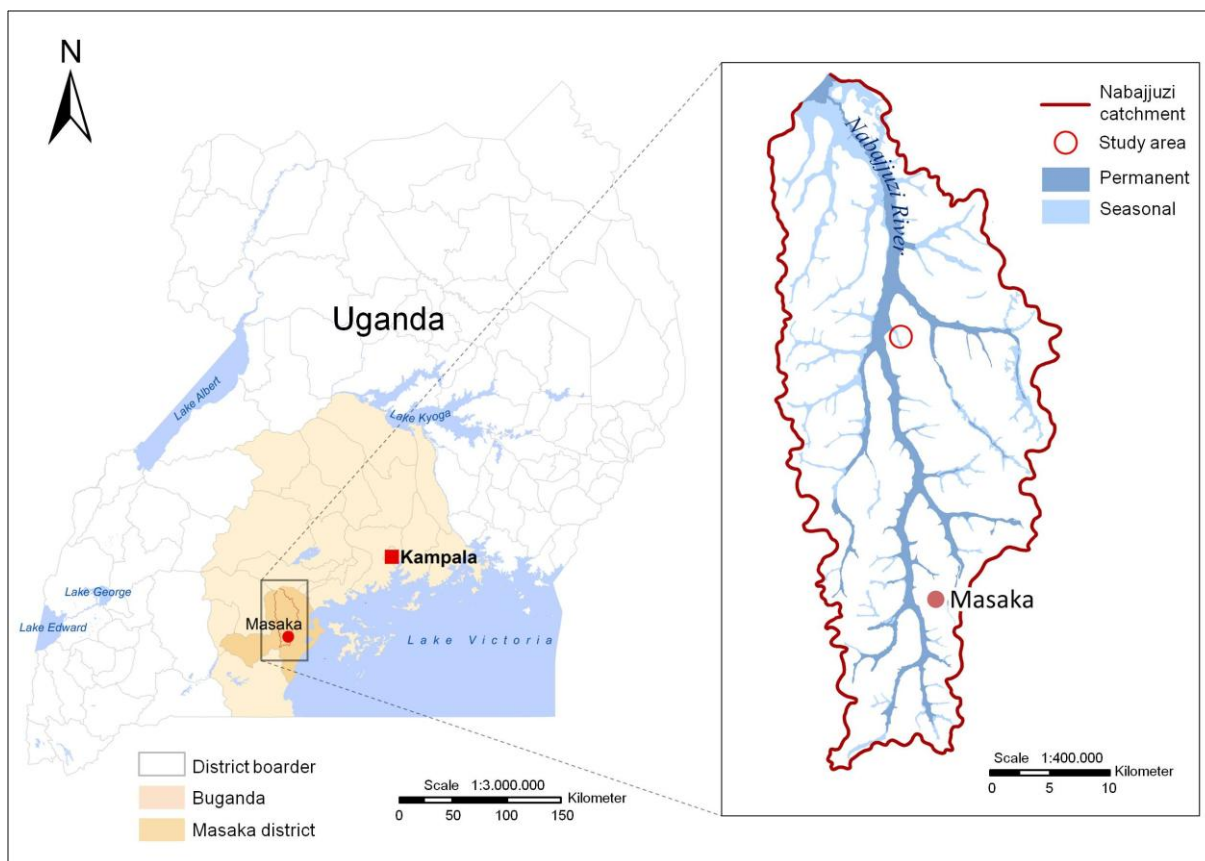 N
Uganda
Lake Albert
Lake Kyoga
Kampala
Lake George
Lake Edward
Masaka
Lake Victoria
District boarder
Buganda
Masaka district
Scale 1:3.000.000
Kilometer
0 50 100 150
Nabajjuzi
catchment
Study area
Permanent
Seasonal
Nabajjuzi River
Masaka
Scale 1:400.000
Kilometer
0 5 10